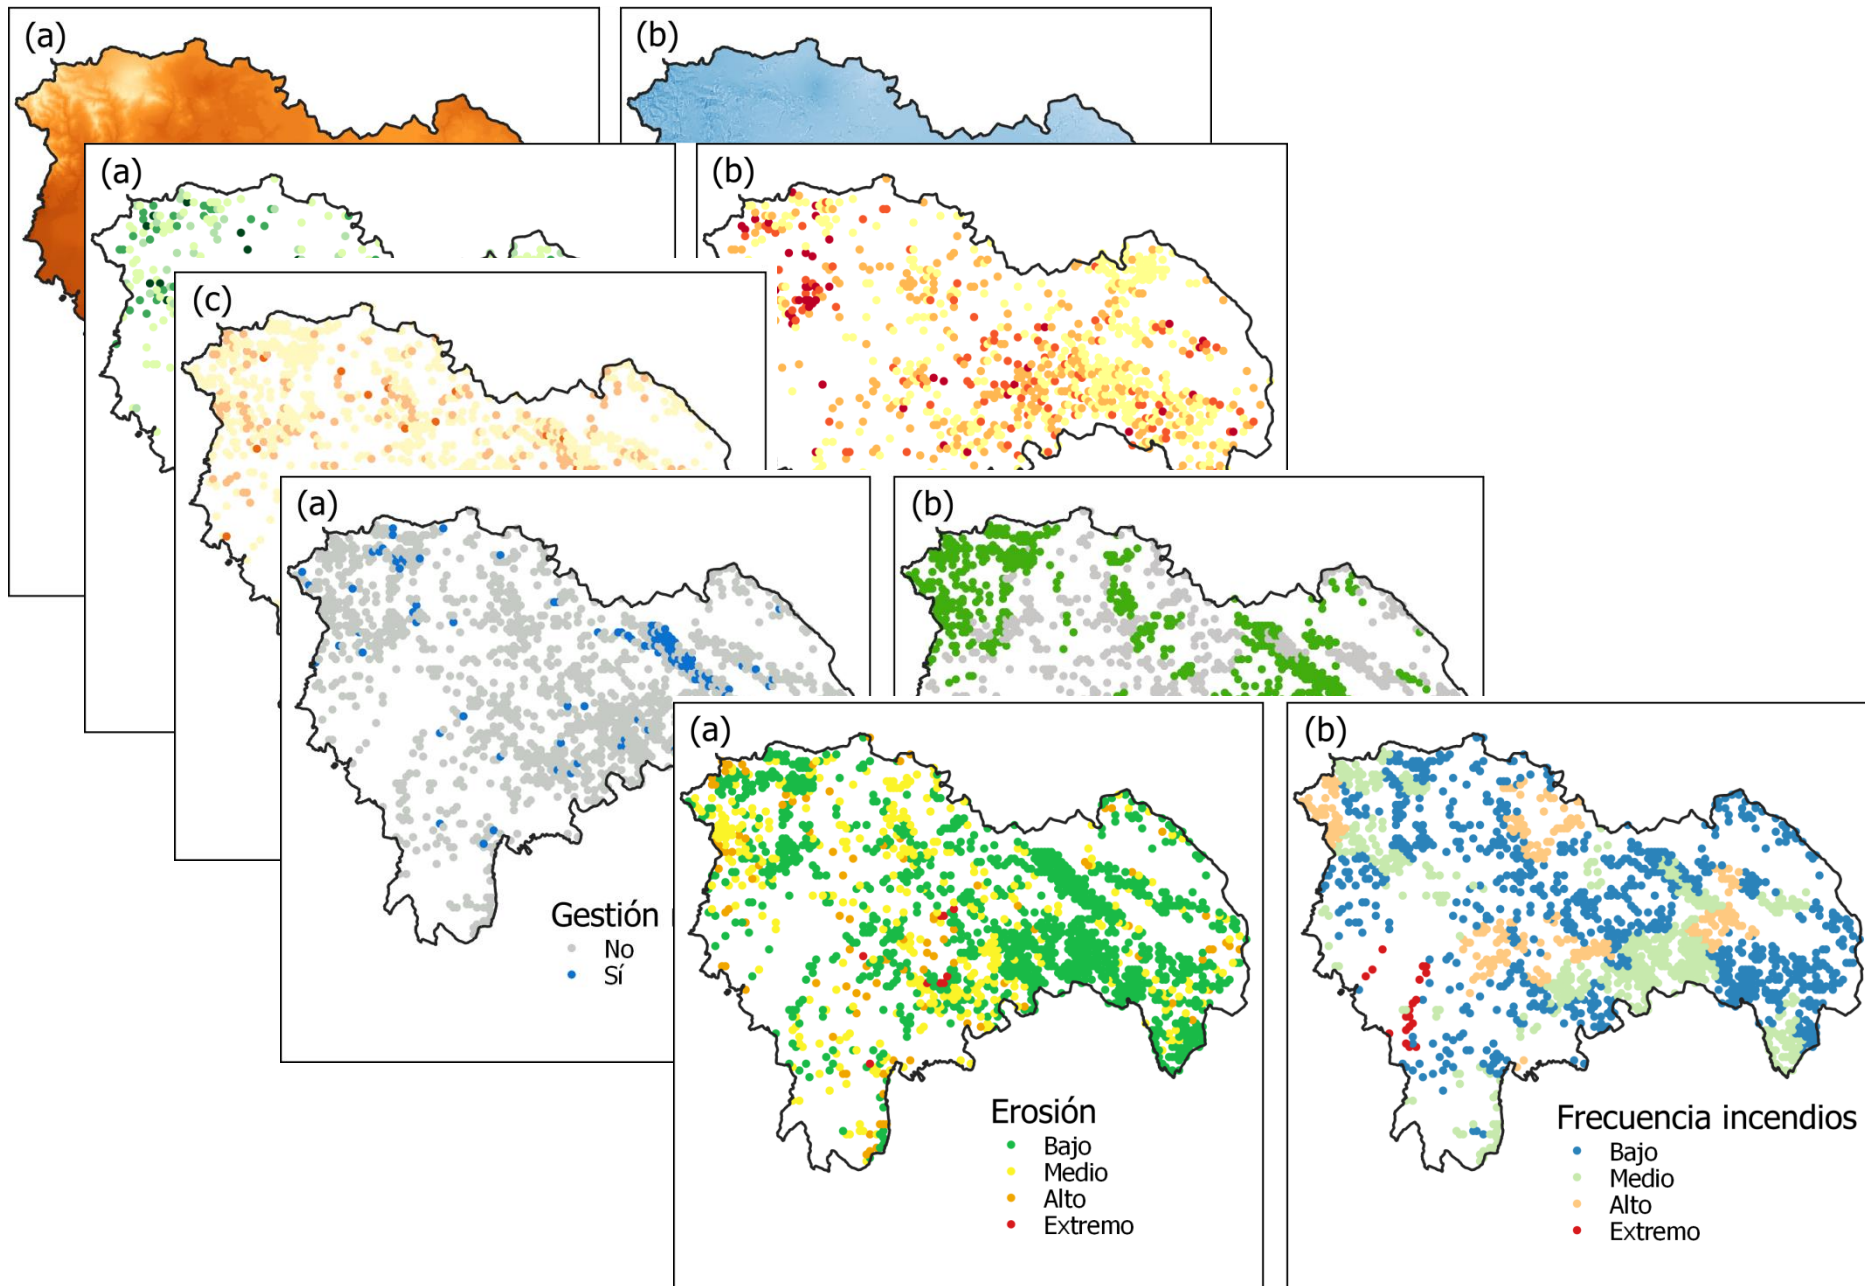 (a)
(b)
(a)
(b)
(c)
(a)
(b)
Gestión
No
Sí
(a)
(b)
Erosión
Bajo
Medio
Alto
Extremo
Frecuencia incendios
Bajo
Medio
Alto
Extremo